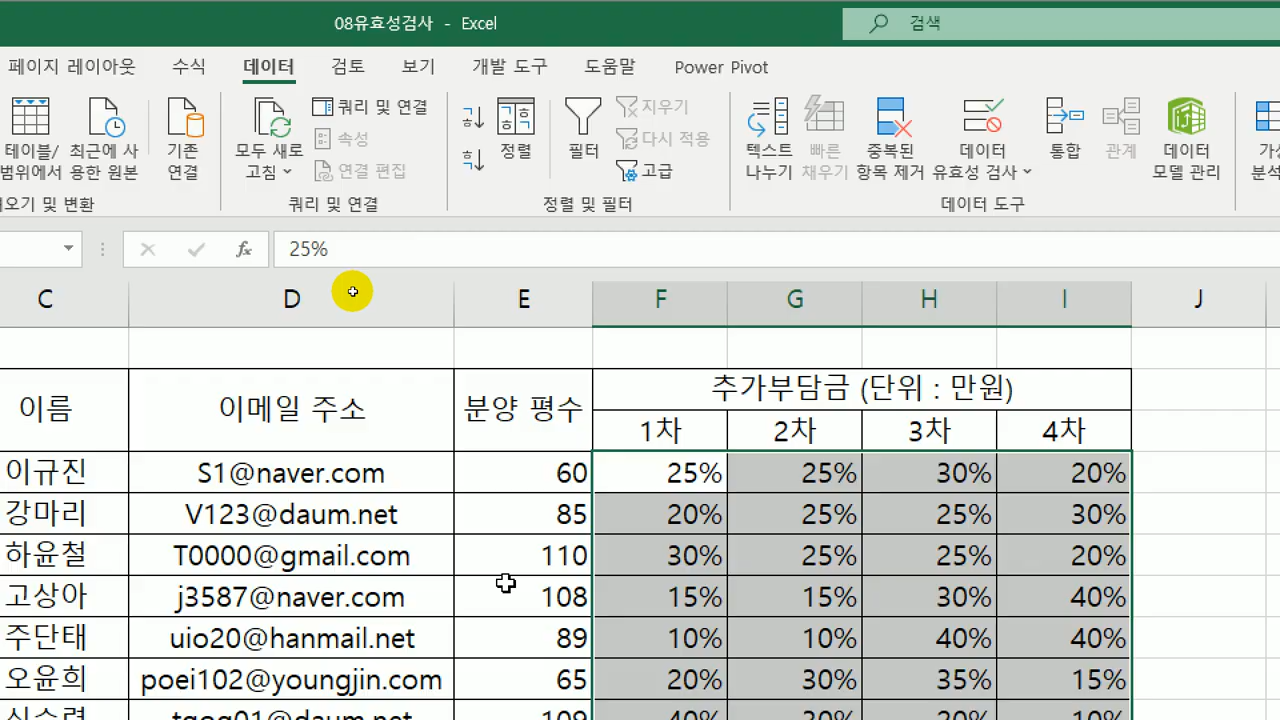 08유효성검사 - Excel
검색
페이지 레이아웃 수식 데이터 검토 보기 개발 도구 도움말 Power Pivot
테이블/범위에서
최근에 사용한 원본
기존 연결
모두 새로 고침
쿼리 및 연결
속성
연결 편집
정렬
필터
지우기
다시 적용
고급
텍스트 나누기
빠른 채우기
중복된 항목 제거
데이터 유효성 검사
통합
관계
데이터 모델 관리
가상
분석
오기 및 변환
쿼리 및 연결
정렬 및 필터
데이터 도구
fx 25%
C D E F G H I J
이름 이메일 주소 분양 평수 추가부담금 (단위 : 만원)
1차 2차 3차 4차
이규진 S1@naver.com 60 25% 25% 30% 20%
강마리 V123@daum.net 85 20% 25% 25% 30%
하윤철 T0000@gmail.com 110 30% 25% 25% 20%
고상아 j3587@naver.com 108 15% 15% 30% 40%
주단태 uio20@hanmail.net 89 10% 10% 40% 40%
오윤희 poei102@youngjin.com 65 20% 30% 35% 15%